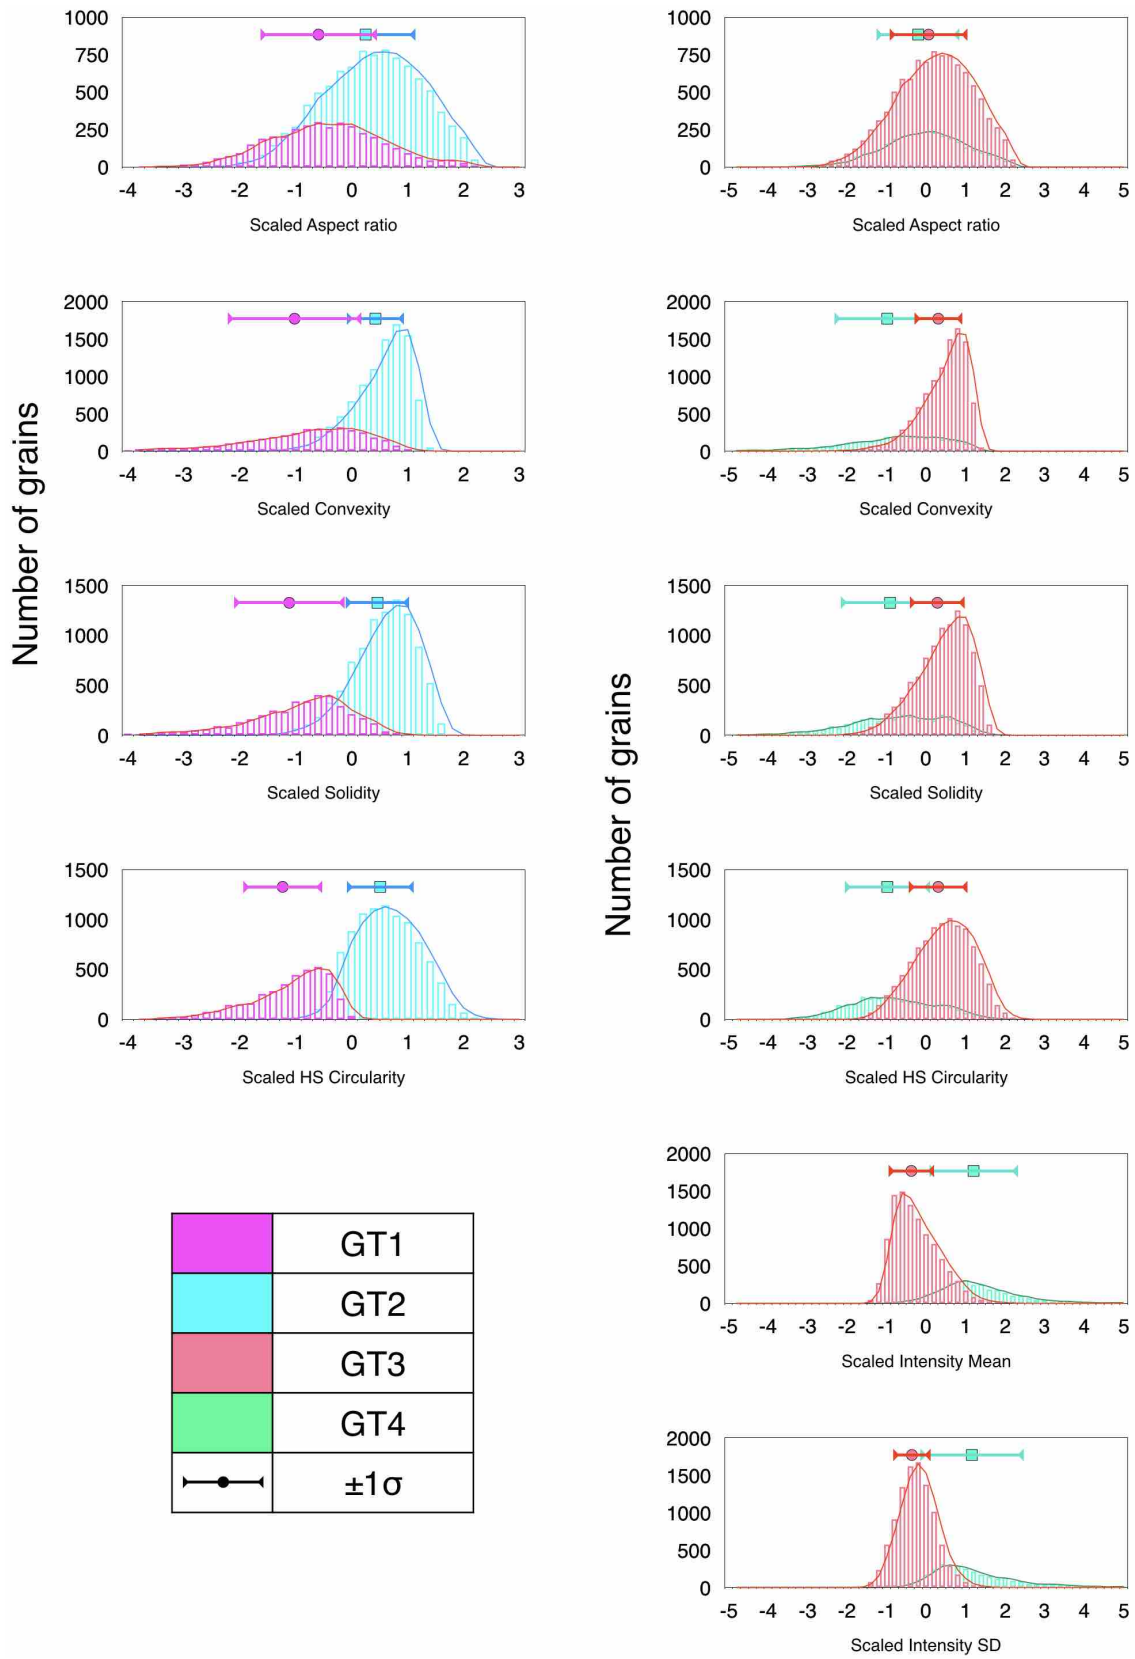 1000
750
500
250
0
-4 -3 -2 -1 0 1 2 3
Scaled Aspect ratio
2000
1500
1000
500
0
-4 -3 -2 -1 0 1 2 3
Scaled Convexity
1500
1000
500
0
-4 -3 -2 -1 0 1 2 3
Scaled Solidity
1500
1000
500
0
-4 -3 -2 -1 0 1 2 3
Scaled HS Circularity
Number of grains
GT1
GT2
GT3
GT4
±1σ
1000
750
500
250
0
-5 -4 -3 -2 -1 0 1 2 3 4 5
Scaled Aspect ratio
2000
1500
1000
500
0
-5 -4 -3 -2 -1 0 1 2 3 4 5
Scaled Convexity
1500
1000
500
0
-5 -4 -3 -2 -1 0 1 2 3 4 5
Scaled Solidity
1500
1000
500
0
-5 -4 -3 -2 -1 0 1 2 3 4 5
Scaled HS Circularity
2000
1500
1000
500
0
-5 -4 -3 -2 -1 0 1 2 3 4 5
Scaled Intensity Mean
2000
1500
1000
500
0
-5 -4 -3 -2 -1 0 1 2 3 4 5
Scaled Intensity SD
Number of grains